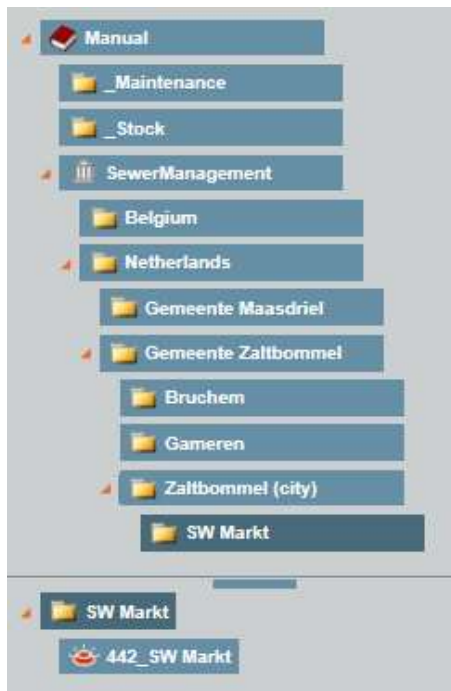 Manual
_Maintenance
_Stock
SewerManagement
Belgium
Netherlands
Gemeente Maasdriel
Gemeente Zaltbommel
Bruchem
Gameren
Zaltbommel (city)
SW Markt
SW Markt
442_SW Markt